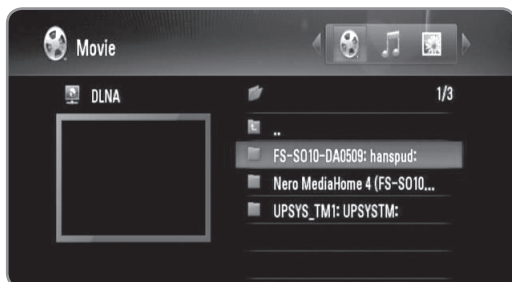 Movie
DLNA
1/3
..
FS-SO10-DA0509: hanspud:
Nero MediaHome 4 (FS-SO10...
UPSYS_TM1: UPSYSTM: